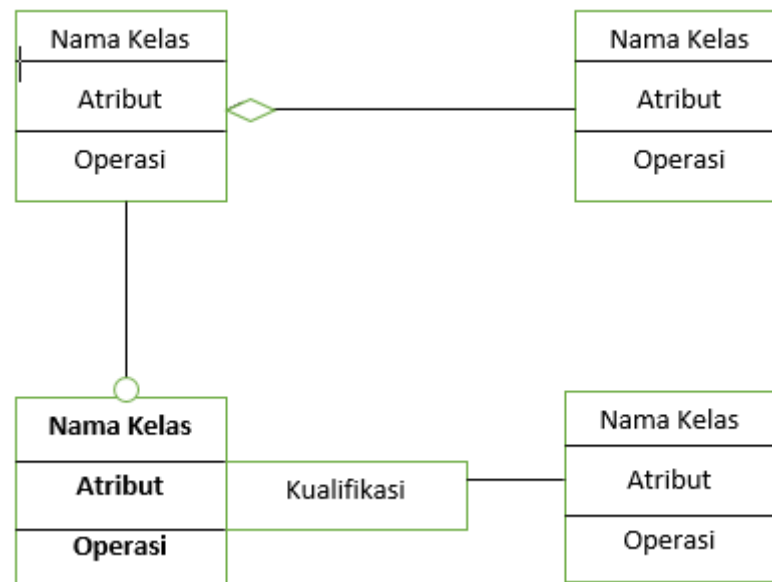 Nama Kelas
Atribut
Operasi
Nama Kelas
Atribut
Operasi
Nama Kelas
Atribut
Operasi
Kualifikasi
Nama Kelas
Atribut
Operasi